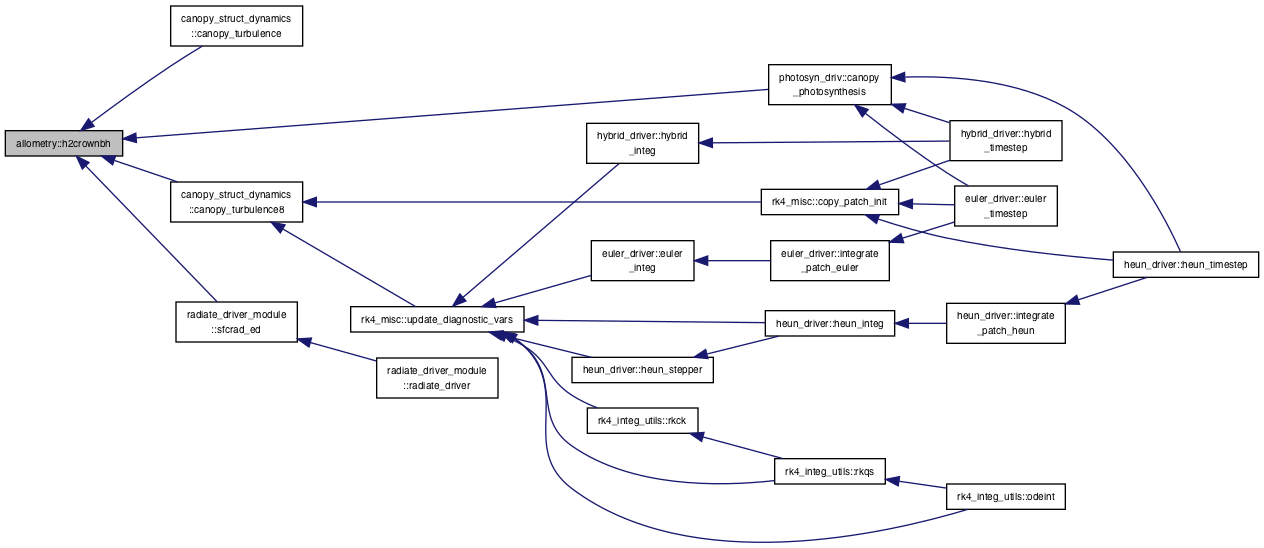 canopy_struct_dynamics
::canopy_turbulence
photosyn_driv::canopy
_photosynthesis
allometry::h2crownbh
hybrid_driver::hybrid
_integ
hybrid_driver::hybrid
_timestep
canopy_struct_dynamics
::canopy_turbulence8
rk4_misc::copy_patch_init
euler_driver::euler
_timestep
euler_driver::euler
_integ
euler_driver::integrate
_patch_euler
heun_driver::heun_timestep
radiate_driver_module
::sfcrad_ed
rk4_misc::update_diagnostic_vars
heun_driver::heun_integ
heun_driver::integrate
_patch_heun
radiate_driver_module
::radiate_driver
heun_driver::heun_stepper
rk4_integ_utils::rkck
rk4_integ_utils::rkqs
rk4_integ_utils::odeint